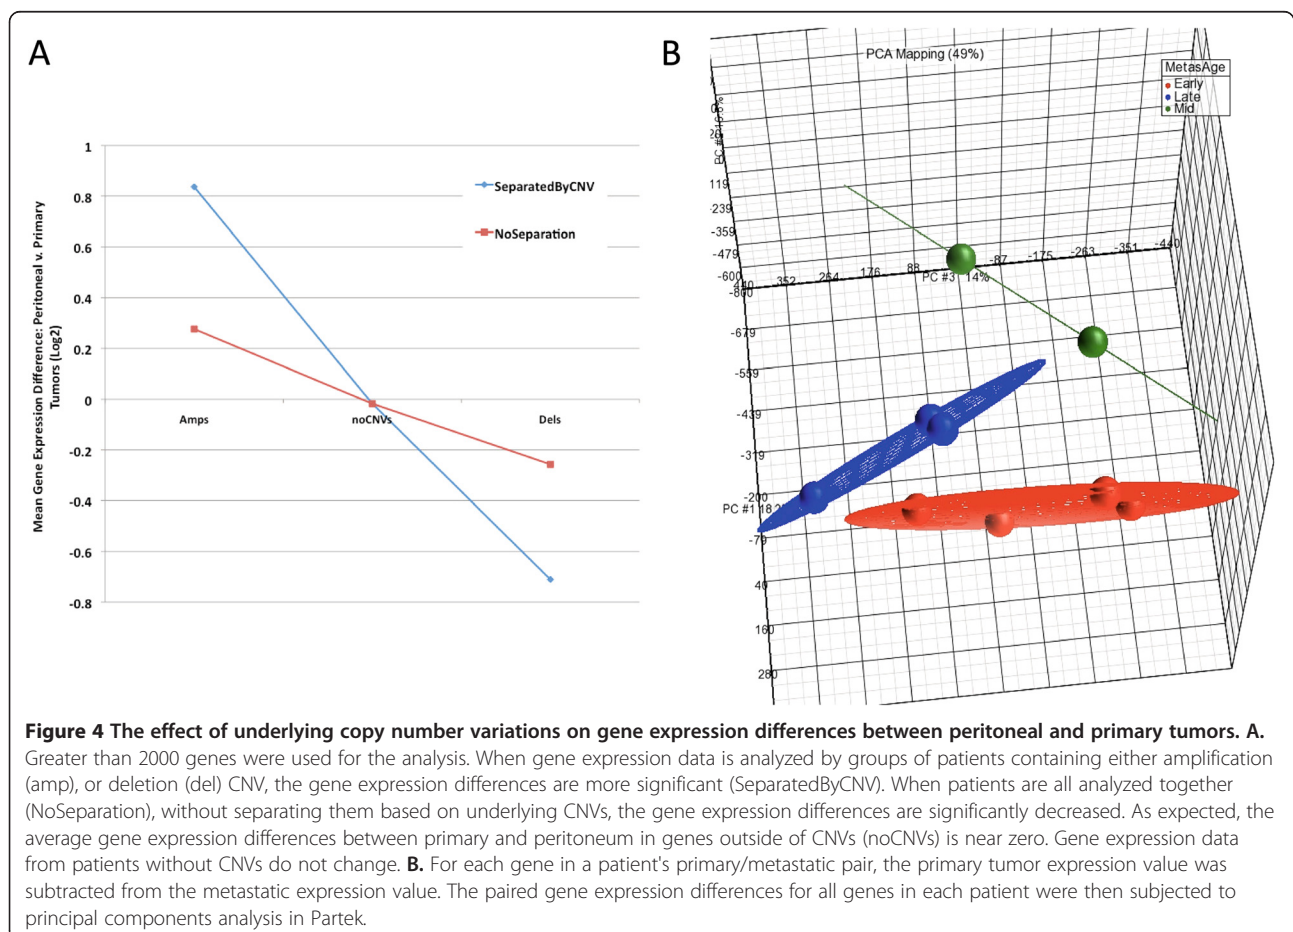 A
B
PCA Mapping (49%)
MetasAge
Early
Late
Mid
1
0.8
0.6
0.4
0.2
0
-0.2
-0.4
-0.6
-0.8
Mean Gene Expression Difference: Peritoneal v. Primary
Tumors (Log2)
SeparatedByCNV
NoSeparation
Amps
noCNVs
Dels
119
-239
-359
-479
-600
440
352
264
176
88
-87
-175
-263
-351
-440
PC #3 14%
-800
-679
-559
-439
-319
-200
PC #1 18
-79
40
160
280
Figure 4 The effect of underlying copy number variations on gene expression differences between peritoneal and primary tumors. A.
Greater than 2000 genes were used for the analysis. When gene expression data is analyzed by groups of patients containing either amplification
(amp), or deletion (del) CNV, the gene expression differences are more significant (SeparatedByCNV). When patients are all analyzed together
(NoSeparation), without separating them based on underlying CNVs, the gene expression differences are significantly decreased. As expected, the
average gene expression differences between primary and peritoneum in genes outside of CNVs (noCNVs) is near zero. Gene expression data
from patients without CNVs do not change. B. For each gene in a patient's primary/metastatic pair, the primary tumor expression value was
subtracted from the metastatic expression value. The paired gene expression differences for all genes in each patient were then subjected to
principal components analysis in Partek.